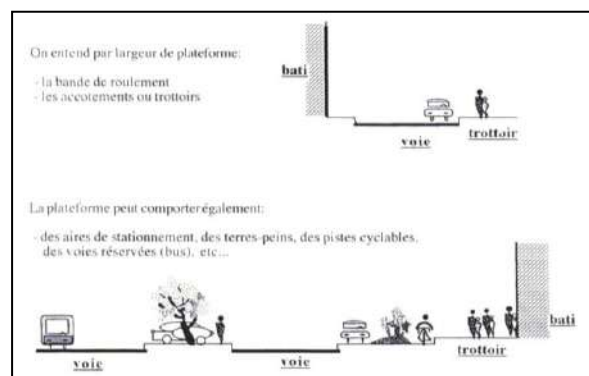 On entend par largeur de plateforme:
- la bande de roulement
- les accotements ou trottoirs
bati
voie
trottoir
La plateforme peut comporter également:
- des aires de stationnement, des terres-peins, des pistes cyclables,
des voies réservées (bus), etc...
bati
voie
voie
trottoir